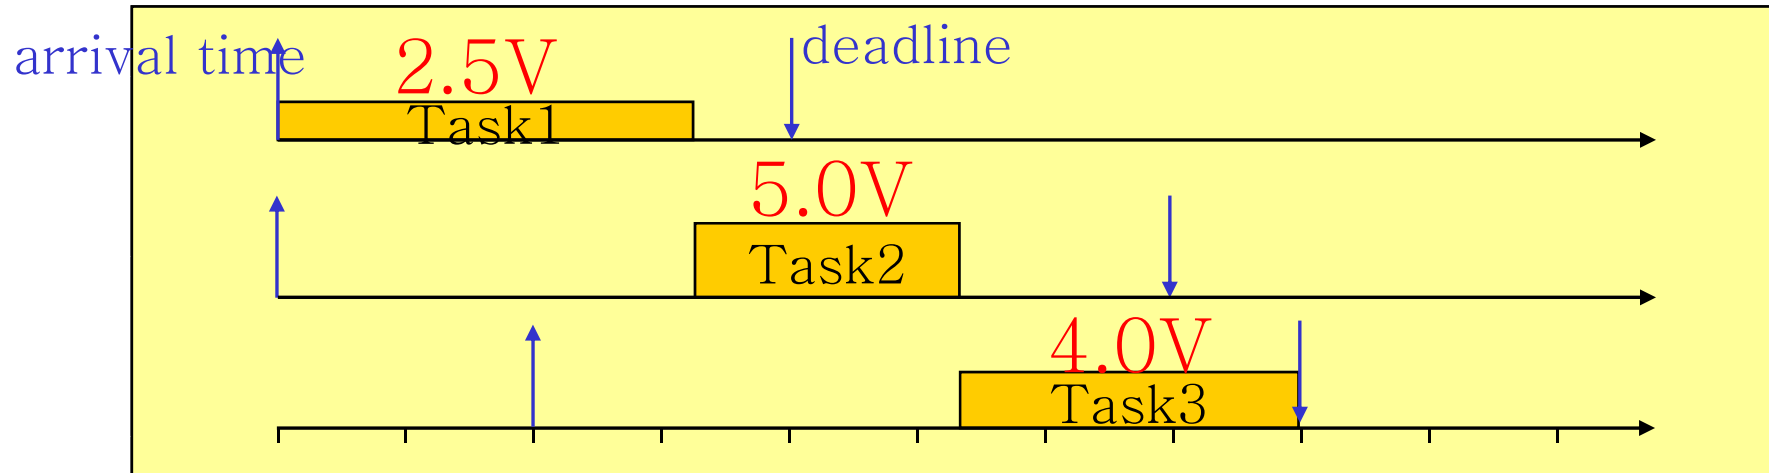 arrival time
2.5V
deadline
Task1
5.0V
Task2
4.0V
Task3